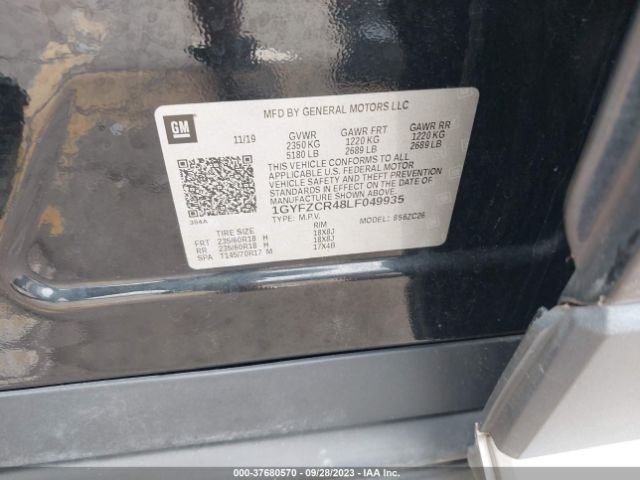 MFD BY GENERAL MOTORS LLC
GM
11/19 GVWR GAWR FRT GAWR RR
2350 KG 1220 KG 1220 KG
5180 LB 2689 LB 2689 LB
THIS VEHICLE CONFORMS TO ALL
APPLICABLE U.S. FEDERAL MOTOR
VEHICLE SAFETY AND THEFT PREVENTION
STANDARDS IN EFFECT ON THE DATE OF
MANUFACTURE SHOWN ABOVE.
1GYFZCR48LF049935
TYPE: M.P.V. MODEL:
TIRE SIZE RIM
FRT 235/60R18 H 18X8J
RR 235/60R18 H 18X8J
SPA T145/70R17 M 17X4B
000-37680570 - 09/28/2023 - IAA Inc.